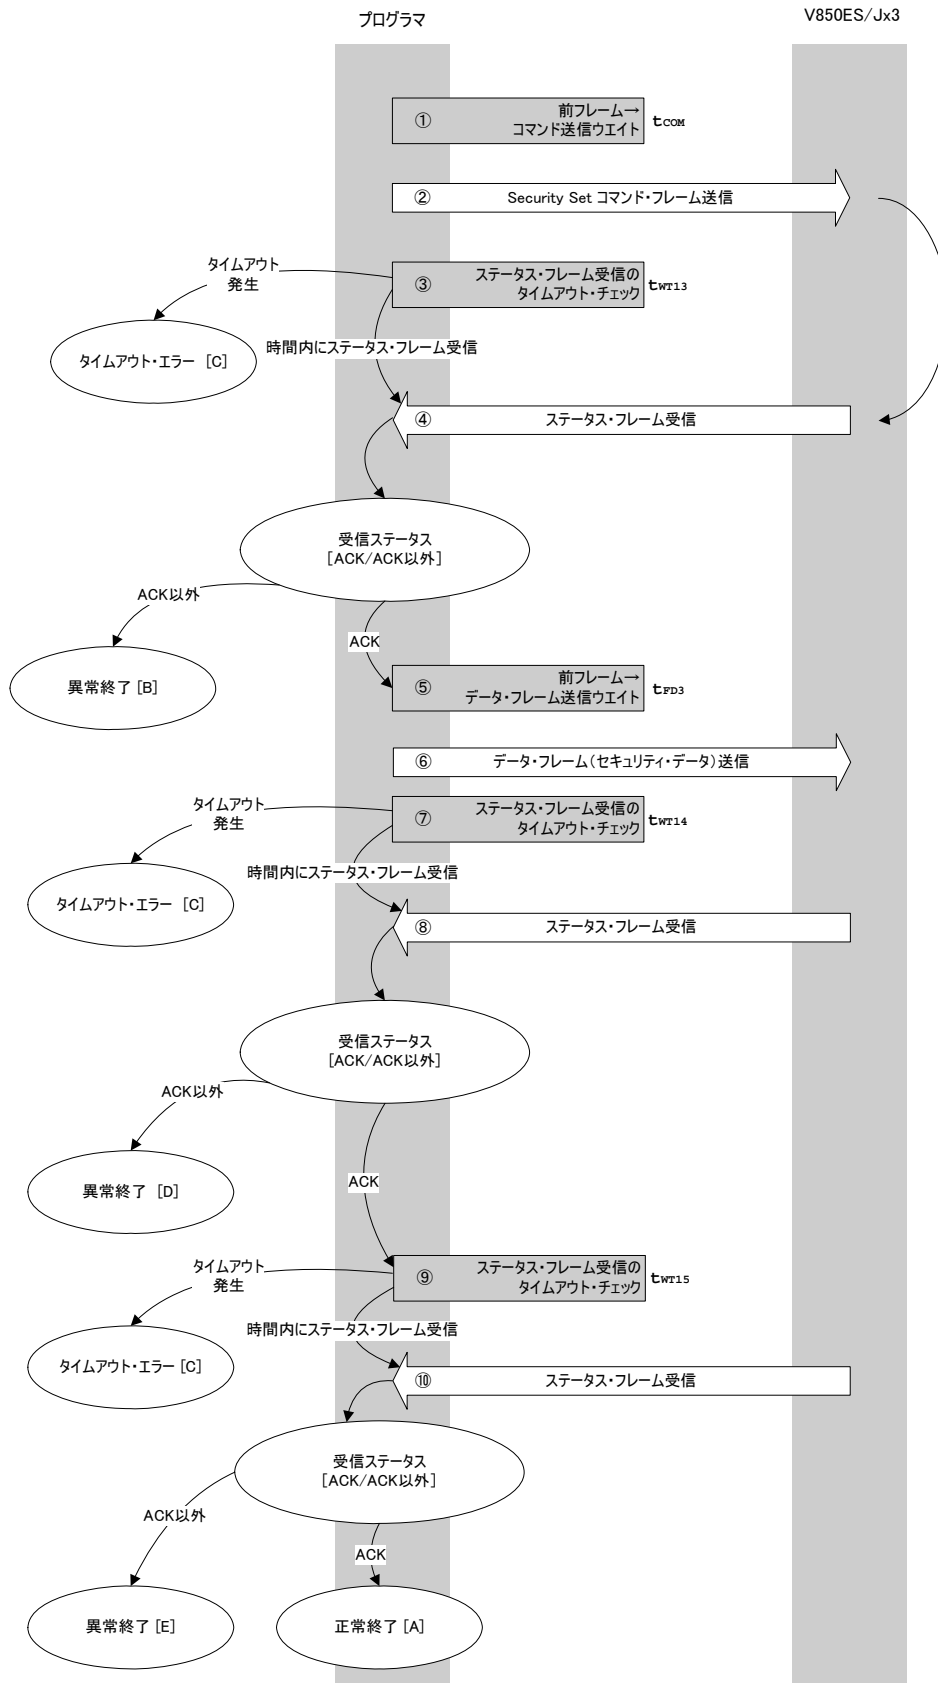 プログラマ
V850ES/Jx3
① 前フレーム→
コマンド送信ウエイト
tCOM
② Security Set コマンド・フレーム送信
タイムアウト
発生
③ ステータス・フレーム受信の
タイムアウト・チェック
tWT13
タイムアウト・エラー [C]
時間内にステータス・フレーム受信
④ ステータス・フレーム受信
受信ステータス
[ACK/ACK以外]
ACK以外
ACK
異常終了 [B]
⑤ 前フレーム→
データ・フレーム送信ウエイト
tFD3
⑥ データ・フレーム(セキュリティ・データ)送信
タイムアウト
発生
⑦ ステータス・フレーム受信の
タイムアウト・チェック
tWT14
時間内にステータス・フレーム受信
タイムアウト・エラー [C]
⑧ ステータス・フレーム受信
受信ステータス
[ACK/ACK以外]
ACK以外
ACK
異常終了 [D]
タイムアウト
発生
⑨ ステータス・フレーム受信の
タイムアウト・チェック
tWT15
時間内にステータス・フレーム受信
タイムアウト・エラー [C]
⑩ ステータス・フレーム受信
受信ステータス
[ACK/ACK以外]
ACK以外
ACK
異常終了 [E]
正常終了 [A]